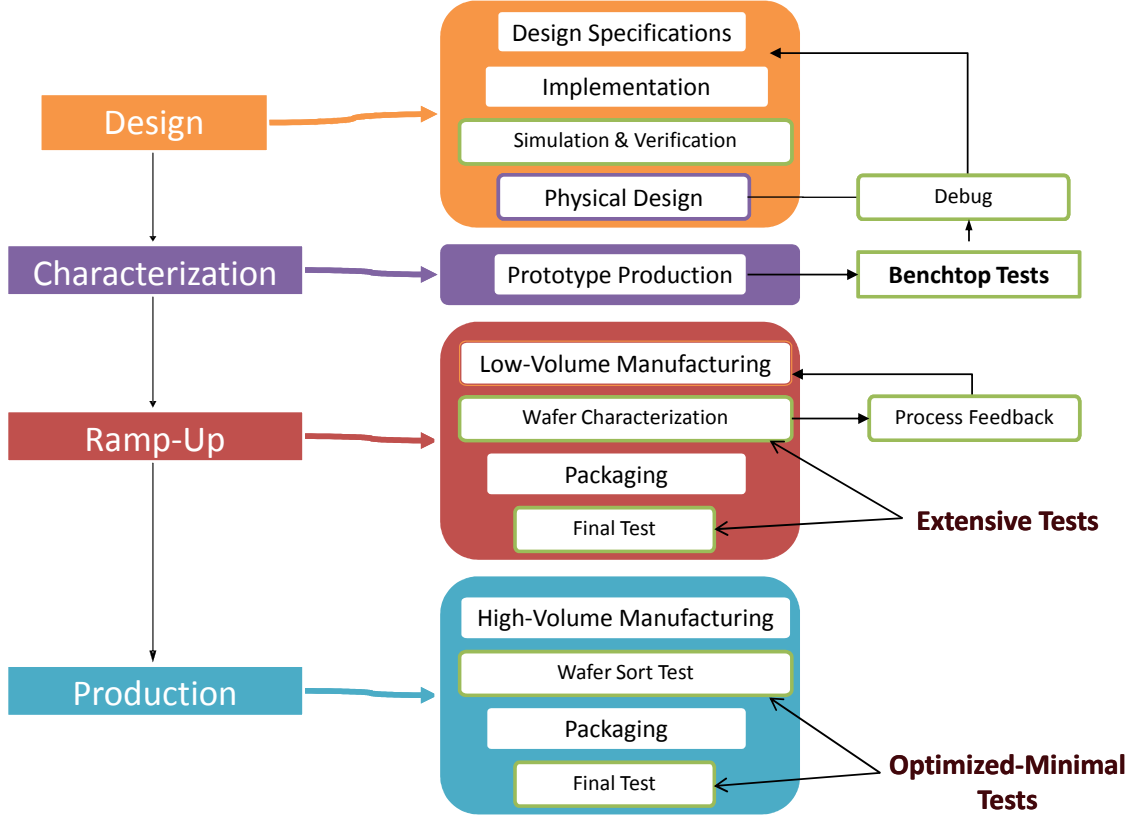 Design
Design Specifications
Implementation
Simulation & Verification
Physical Design
Debug
Characterization
Prototype Production
Benchtop Tests
Ramp-Up
Low-Volume Manufacturing
Wafer Characterization
Process Feedback
Packaging
Final Test
Extensive Tests
Production
High-Volume Manufacturing
Wafer Sort Test
Packaging
Final Test
Optimized-Minimal
Tests